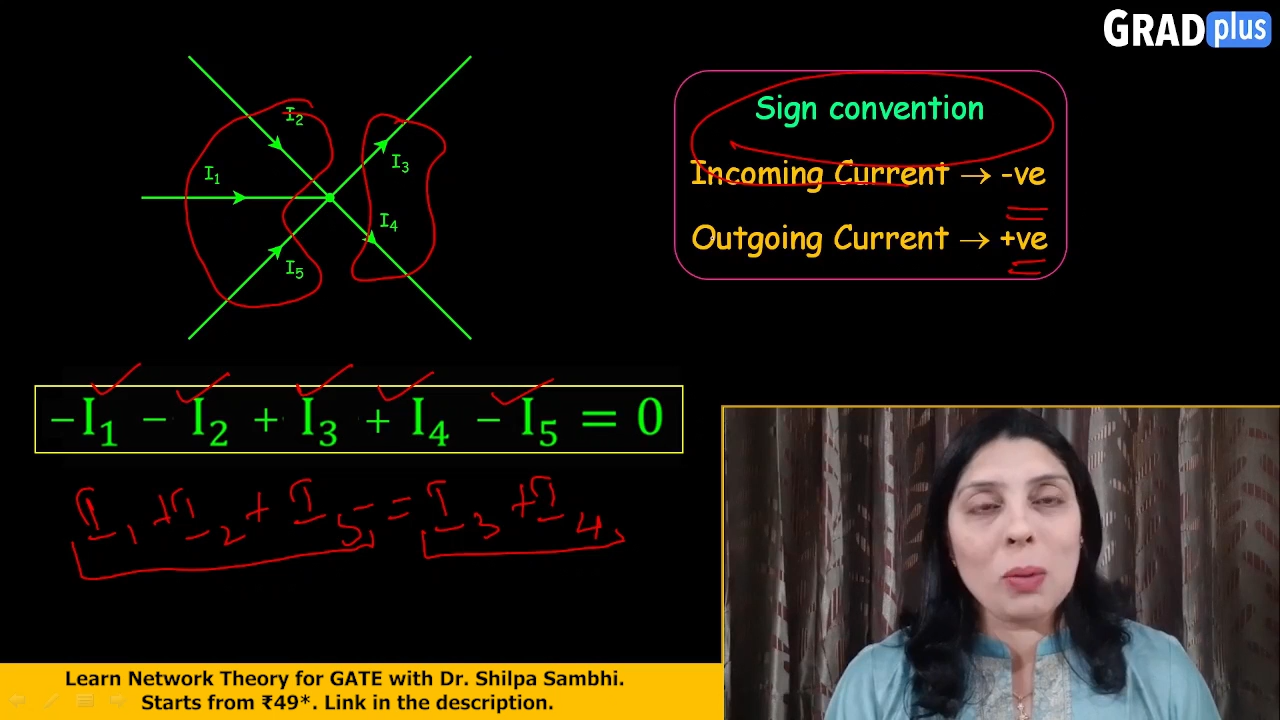 GRAD plus
I₂
I₁
I₃
I₄
I₅
Sign convention
Incoming Current → -ve
Outgoing Current → +ve
−I₁ − I₂ + I₃ + I₄ − I₅ = 0
I₁ + I₂ + I₅ = I₃ + I₄
Learn Network Theory for GATE with Dr. Shilpa Sambhi.
Starts from ₹49*. Link in the description.